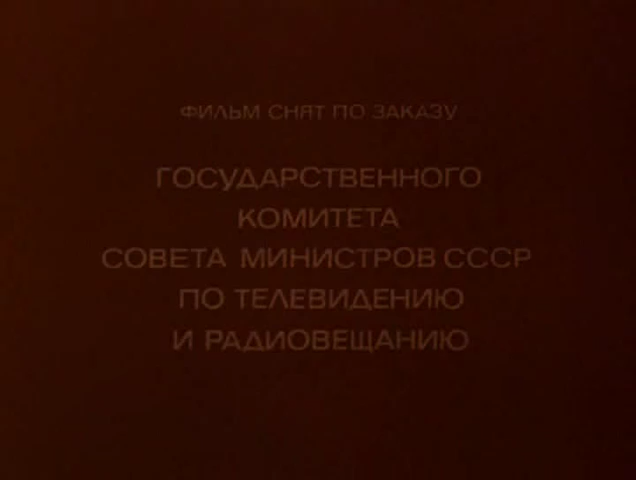 ФИЛЬМ СНЯТ ПО ЗАКАЗУ
ГОСУДАРСТВЕННОГО
КОМИТЕТА
СОВЕТА МИНИСТРОВ СССР
ПО ТЕЛЕВИДЕНИЮ
И РАДИОВЕЩАНИЮ